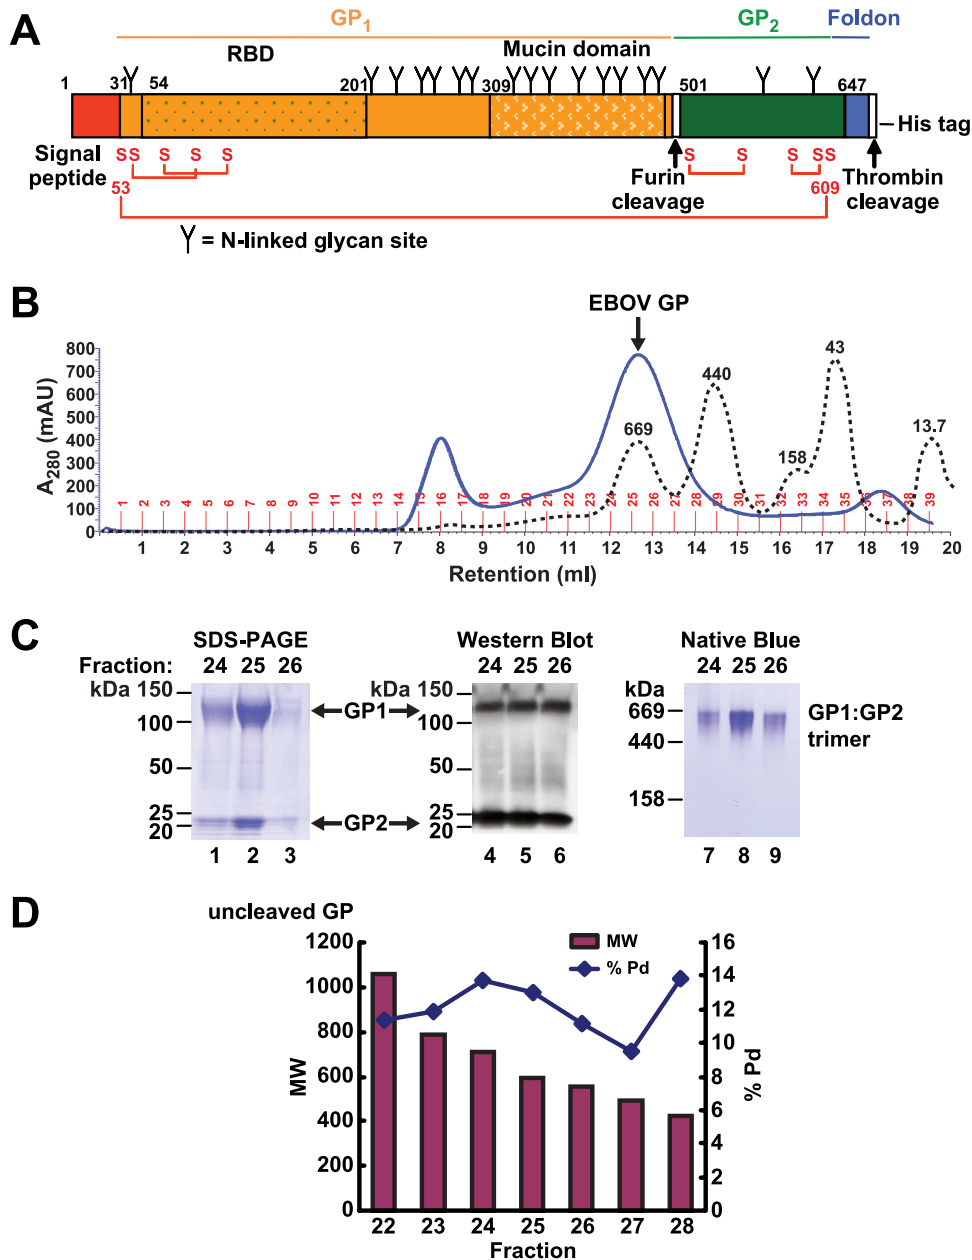 A
GP1 GP2 Foldon
RBD Mucin domain
1 31 54 201 309 501 647
His tag
Signal peptide
SS S S S S S SS
53 609
Furin cleavage
Thrombin cleavage
= N-linked glycan site
B
EBOV GP
A280 (mAU)
800
700
600
500
400
300
200
100
0
669 440 158 43 13.7
1 2 3 4 5 6 7 8 9 10 11 12 13 14 15 16 17 18 19 20 21 22 23 24 25 26 28 29 30 31 32 33 34 35 37 38 39
1 2 3 4 5 6 7 8 9 10 11 12 13 14 15 16 17 18 19 20
Retention (ml)
C
SDS-PAGE Western Blot Native Blue
Fraction: 24 25 26 24 25 26 24 25 26
kDa 150
100
50
25
20
GP1
GP2
kDa 150
100
50
25
20
kDa
669
440
158
GP1:GP2
trimer
1 2 3 4 5 6 7 8 9
D
uncleaved GP
MW
% Pd
MW
1200
1000
800
600
400
200
0
% Pd
16
14
12
10
8
6
4
2
0
22 23 24 25 26 27 28
Fraction